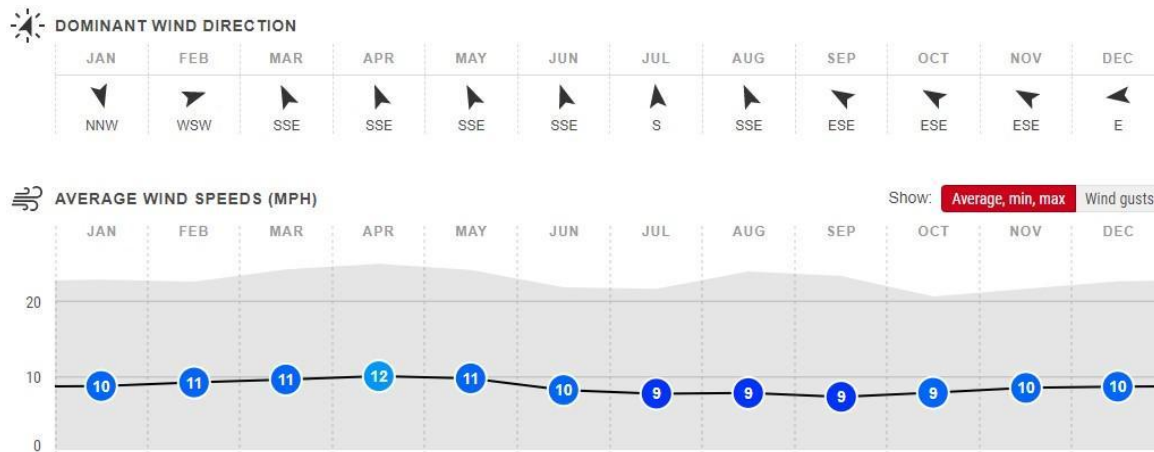 DOMINANT WIND DIRECTION
JAN FEB MAR APR MAY JUN JUL AUG SEP OCT NOV DEC
NNW WSW SSE SSE SSE SSE S SSE ESE ESE ESE E
AVERAGE WIND SPEEDS (MPH) Show: Average, min, max Wind gusts
JAN FEB MAR APR MAY JUN JUL AUG SEP OCT NOV DEC
20
10 10 11 11 12 11 10 9 9 9 9 10 10
0